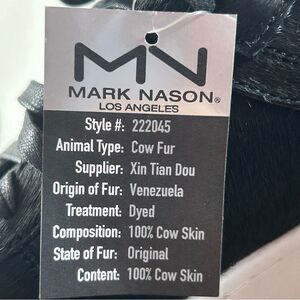 MN
MARK NASON®
LOS ANGELES
Style #: 222045
Animal Type: Cow Fur
Supplier: Xin Tian Dou
Origin of Fur: Venezuela
Treatment: Dyed
Composition: 100% Cow Skin
State of Fur: Original
Content: 100% Cow Skin